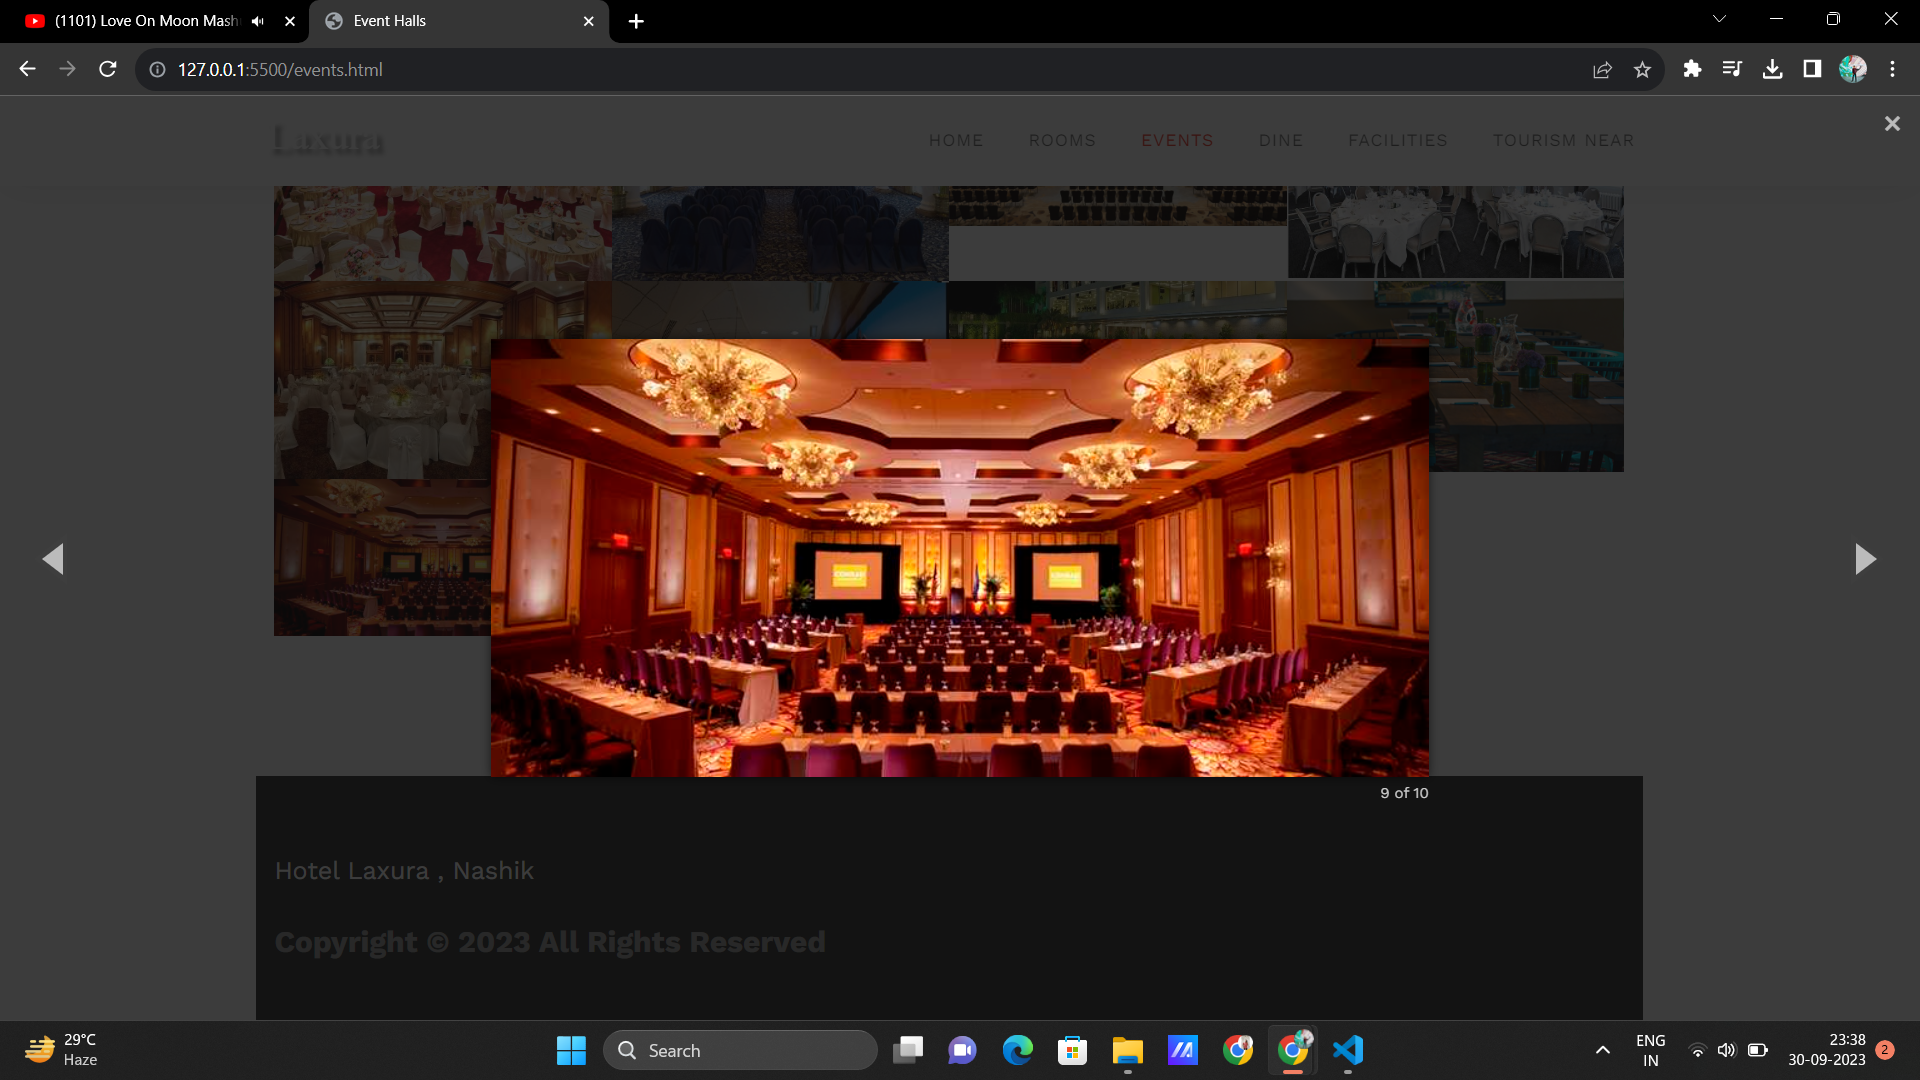 (1101) Love On Moon Mash
Event Halls
127.0.0.1:5500/events.html
Laxura
HOME
ROOMS
EVENTS
DINE
FACILITIES
TOURISM NEAR
CONRAD
CONRAD
9 of 10
Hotel Laxura , Nashik
Copyright © 2023 All Rights Reserved
29°C
Haze
Search
ENG
IN
23:38
30-09-2023
2